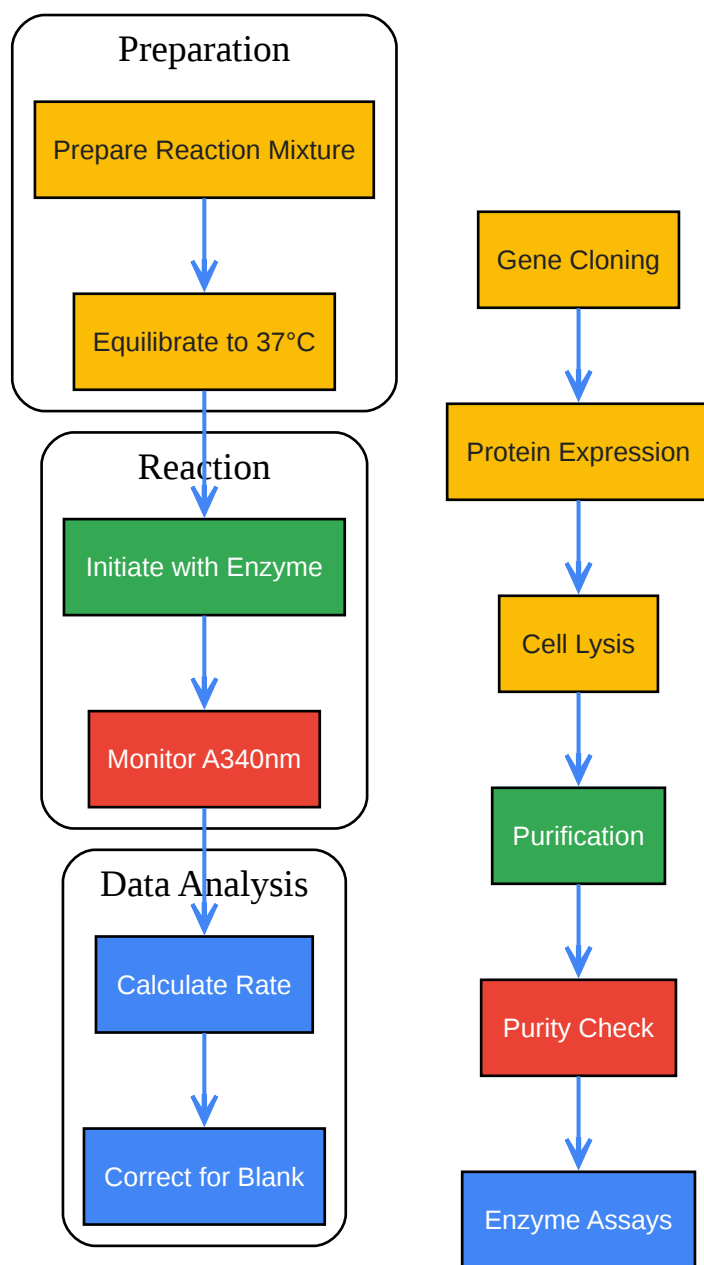 Preparation
Prepare Reaction Mixture
Equilibrate to 37°C
Reaction
Initiate with Enzyme
Monitor A340nm
Data Analysis
Calculate Rate
Correct for Blank
Gene Cloning
Protein Expression
Cell Lysis
Purification
Purity Check
Enzyme Assays